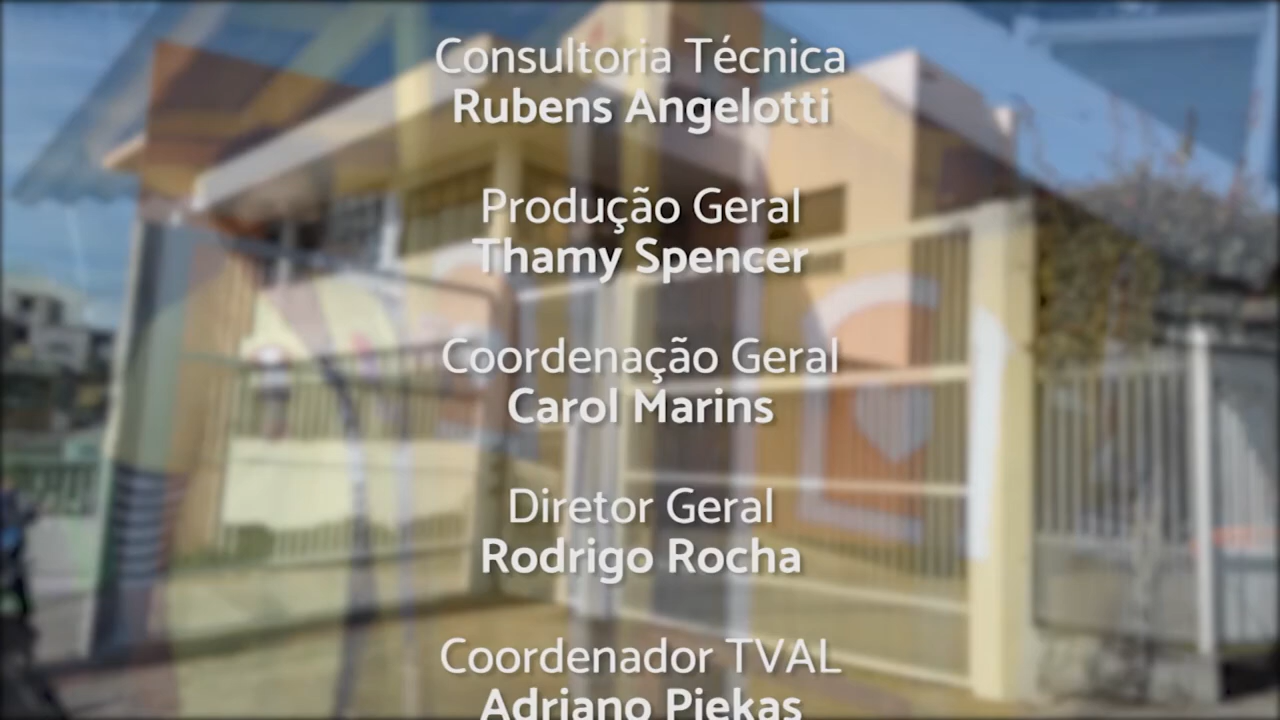 Consultoria Técnica
Rubens Angelotti
Produção Geral
Thamy Spencer
Coordenação Geral
Carol Marins
Diretor Geral
Rodrigo Rocha
Coordenador TVAL
Adriano Piekas